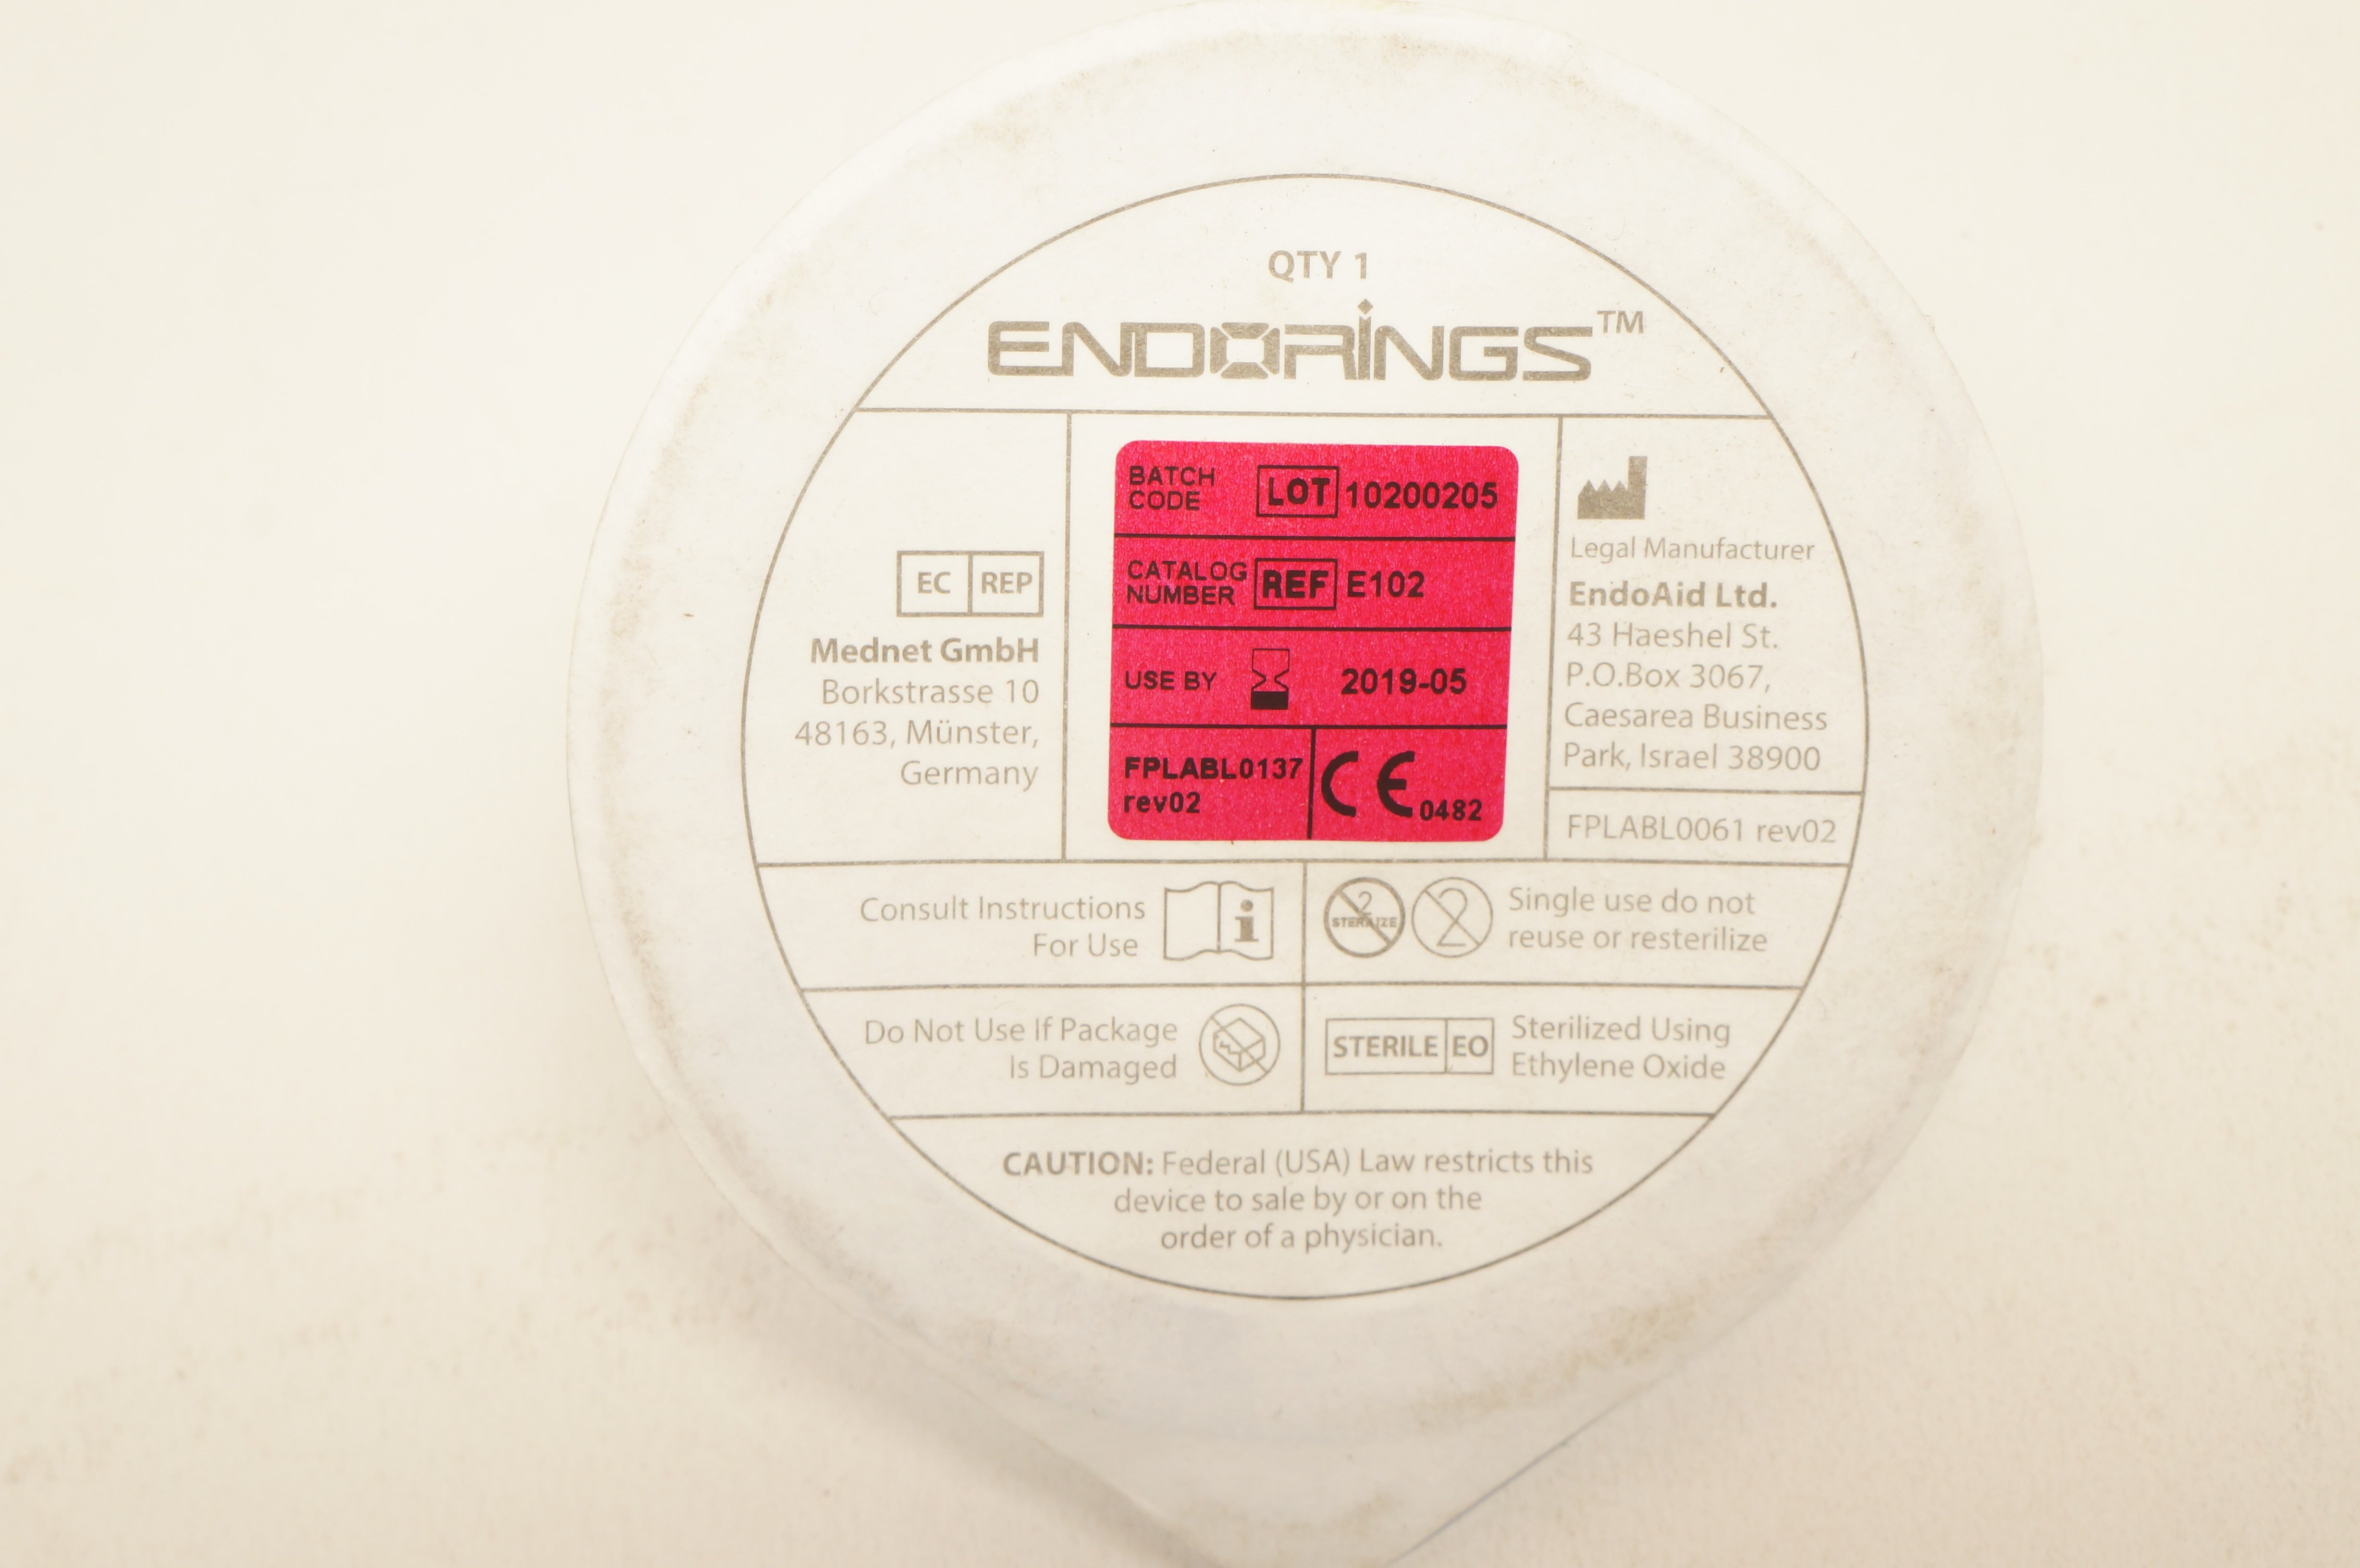 QTY 1
ENDORINGS™
EC REP
Mednet GmbH
Borkstrasse 10
48163, Münster,
Germany
BATCH
CODE
LOT 10200205
CATALOG
NUMBER
REF E102
USE BY 2019-05
FPLABL0137
rev02
CE 0482
Legal Manufacturer
EndoAid Ltd.
43 Haeshel St.
P.O.Box 3067,
Caesarea Business
Park, Israel 38900
FPLABL0061 rev02
Consult Instructions
For Use
i
2
STERILIZE
2
Single use do not
reuse or resterilize
Do Not Use If Package
Is Damaged
STERILE EO
Sterilized Using
Ethylene Oxide
CAUTION: Federal (USA) Law restricts this
device to sale by or on the
order of a physician.